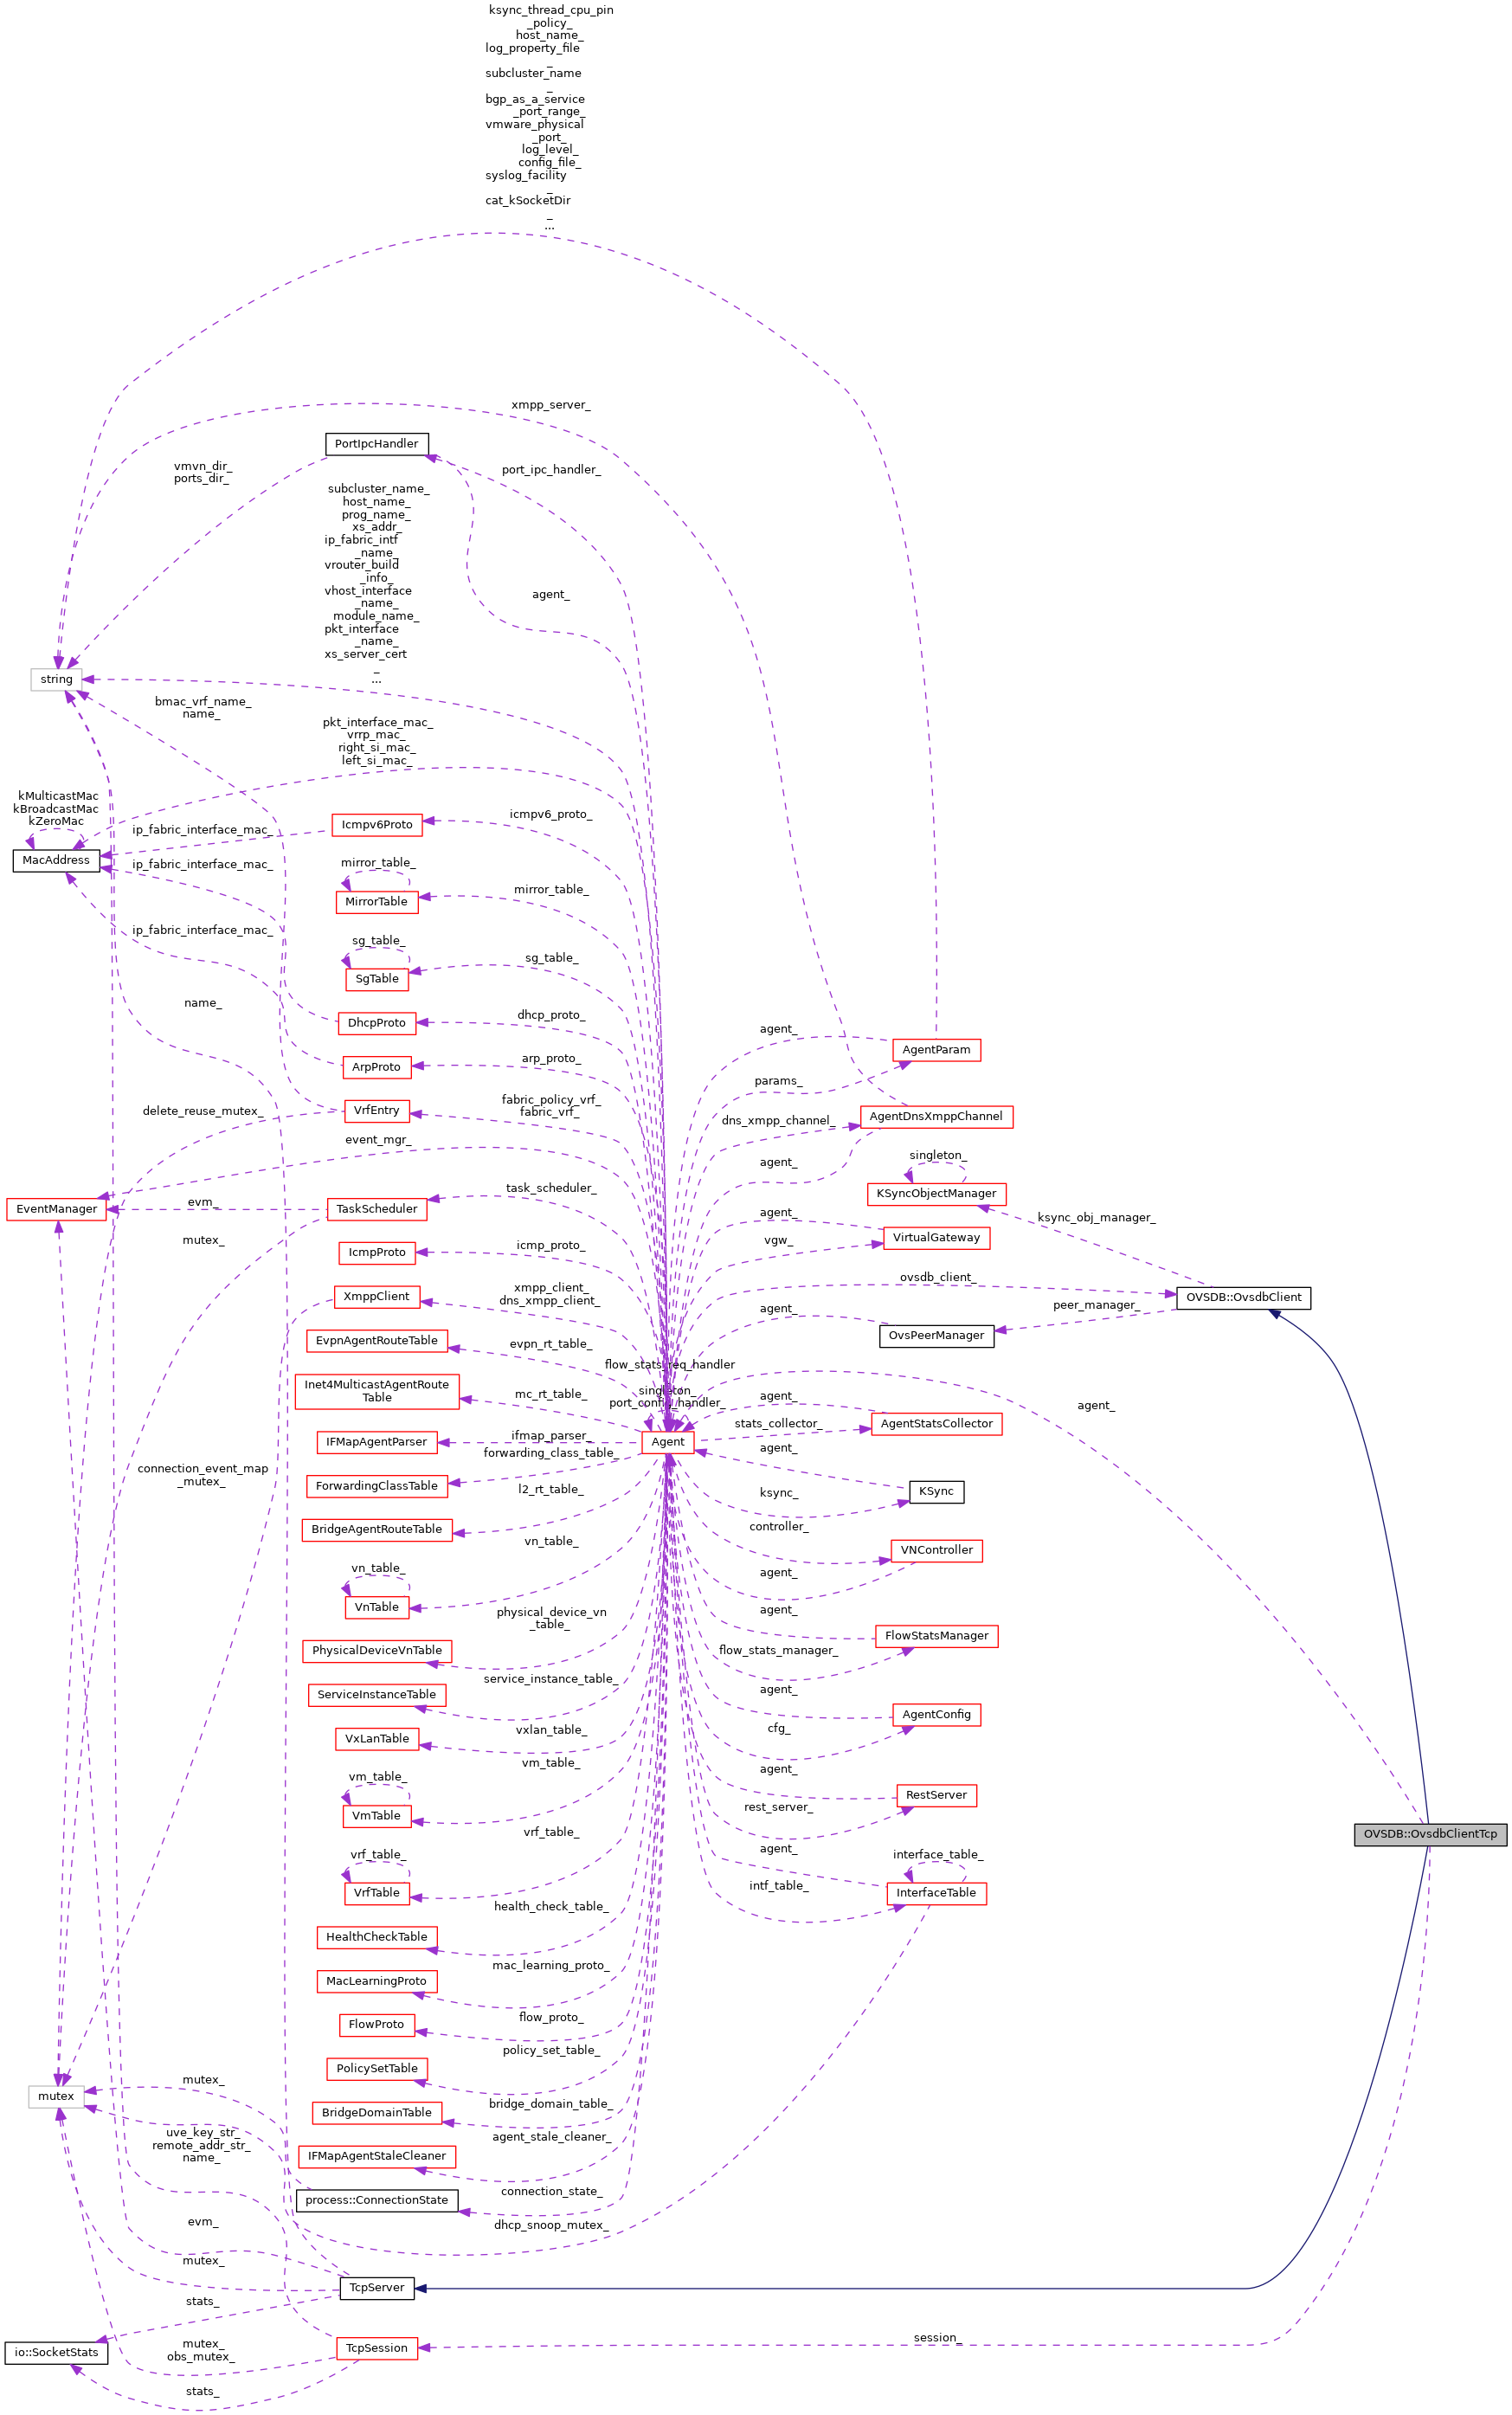 ksync_thread_cpu_pin
_policy_
host_name_
log_property_file
_
subcluster_name
_
bgp_as_a_service
_port_range_
vmware_physical
_port_
log_level_
config_file_
syslog_facility
_
cat_kSocketDir
_
...
xmpp_server_
PortIpcHandler
vmvn_dir_
ports_dir_
port_ipc_handler_
subcluster_name_
host_name_
prog_name_
xs_addr_
ip_fabric_intf
_name_
vrouter_build
_info_
vhost_interface
_name_
module_name_
pkt_interface
_name_
xs_server_cert
_
...
agent_
string
bmac_vrf_name_
name_
pkt_interface_mac_
vrrp_mac_
right_si_mac_
left_si_mac_
kMulticastMac
kBroadcastMac
kZeroMac
MacAddress
ip_fabric_interface_mac_
Icmpv6Proto
icmpv6_proto_
ip_fabric_interface_mac_
mirror_table_
MirrorTable
mirror_table_
ip_fabric_interface_mac_
sg_table_
SgTable
sg_table_
name_
DhcpProto
dhcp_proto_
agent_
AgentParam
ArpProto
arp_proto_
params_
delete_reuse_mutex_
VrfEntry
fabric_policy_vrf_
fabric_vrf_
dns_xmpp_channel_
AgentDnsXmppChannel
event_mgr_
agent_
singleton_
KSyncObjectManager
EventManager
evm_
TaskScheduler
task_scheduler_
agent_
ksync_obj_manager_
mutex_
IcmpProto
icmp_proto_
vgw_
VirtualGateway
XmppClient
xmpp_client_
dns_xmpp_client_
ovsdb_client_
OVSDB::OvsdbClient
agent_
peer_manager_
EvpnAgentRouteTable
evpn_rt_table_
OvsPeerManager
flow_stats_req_handler
singleton_
port_config_handler_
Inet4MulticastAgentRoute
Table
mc_rt_table_
agent_
agent_
IFMapAgentParser
ifmap_parser_
Agent
stats_collector_
AgentStatsCollector
connection_event_map
_mutex_
ForwardingClassTable
forwarding_class_table_
agent_
l2_rt_table_
ksync_
KSync
BridgeAgentRouteTable
vn_table_
controller_
VNController
vn_table_
VnTable
agent_
physical_device_vn
_table_
agent_
FlowStatsManager
PhysicalDeviceVnTable
flow_stats_manager_
service_instance_table_
ServiceInstanceTable
agent_
AgentConfig
VxLanTable
vxlan_table_
cfg_
vm_table_
VmTable
vm_table_
agent_
RestServer
rest_server_
OVSDB::OvsdbClientTcp
vrf_table_
VrfTable
vrf_table_
agent_
interface_table_
InterfaceTable
intf_table_
health_check_table_
HealthCheckTable
mac_learning_proto_
MacLearningProto
flow_proto_
FlowProto
policy_set_table_
PolicySetTable
mutex_
mutex
bridge_domain_table_
BridgeDomainTable
uve_key_str_
remote_addr_str_
name_
agent_stale_cleaner_
IFMapAgentStaleCleaner
connection_state_
process::ConnectionState
evm_
dhcp_snoop_mutex_
mutex_
TcpServer
stats_
session_
io::SocketStats
mutex_
obs_mutex_
TcpSession
stats_